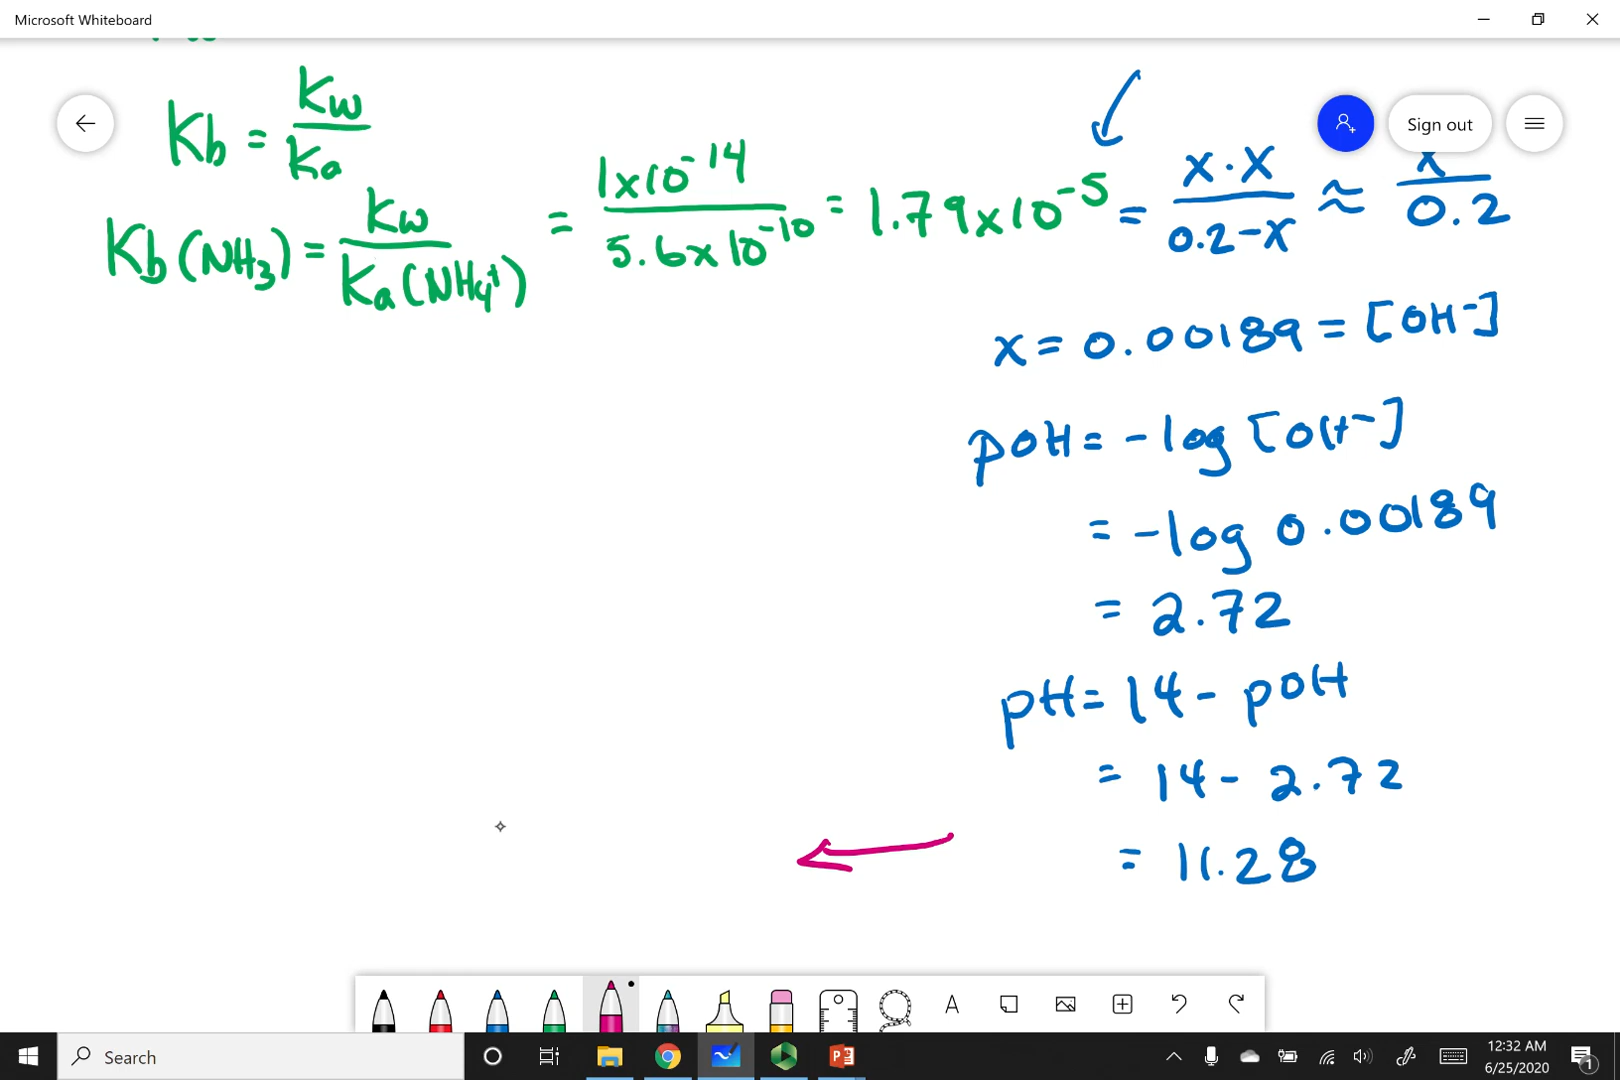 Microsoft Whiteboard
Sign out
Kb = Kw / Ka
Kb (NH3) = Kw / Ka (NH4+) = 1x10^-14 / 5.6x10^-10 = 1.79x10^-5 = x·x / 0.2-x ≈ x / 0.2
x = 0.00189 = [OH-]
pOH = -log [OH-]
= -log 0.00189
= 2.72
pH = 14 - pOH
= 14 - 2.72
= 11.28
A
Search
12:32 AM
6/25/2020
1